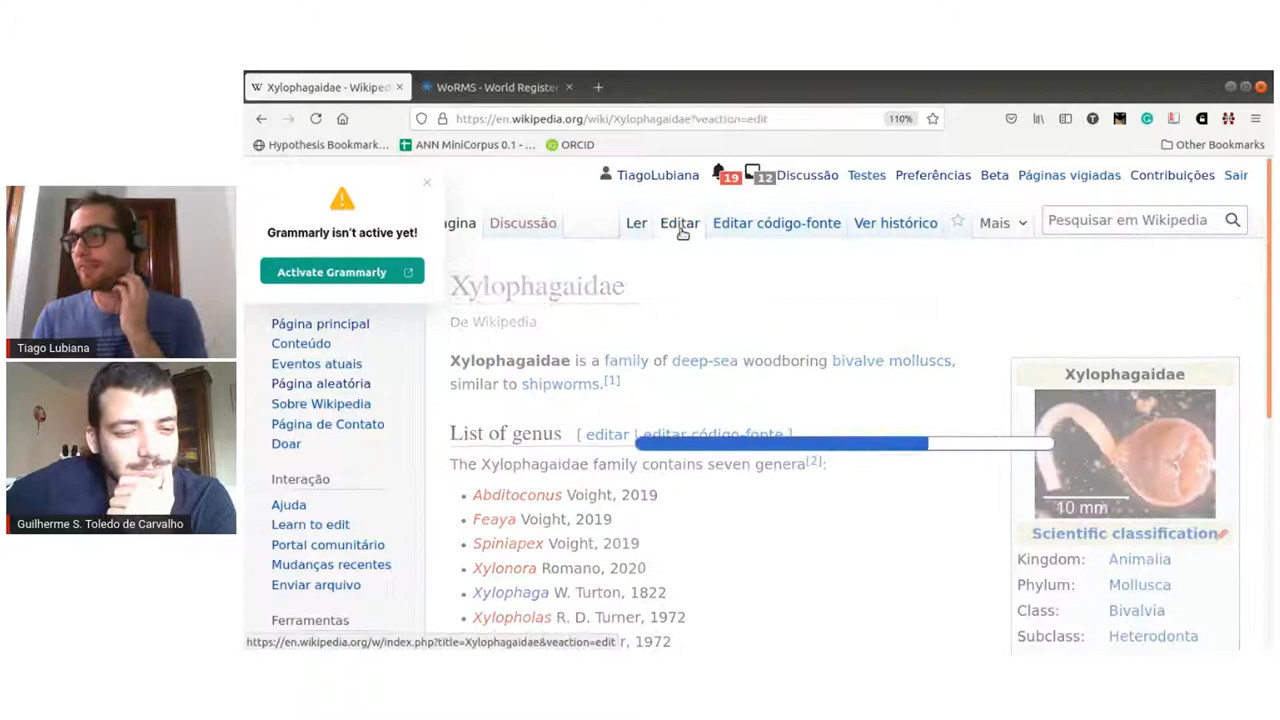 Xylophagaidae - Wikiped
WoRMS - World Register
https://en.wikipedia.org/wiki/Xylophagaidae?veaction=edit
110%
Hypothesis Bookmark...
ANN MiniCorpus 0.1 - ...
ORCID
Other Bookmarks
TiagoLubiana
19
12
Discussão
Testes
Preferências
Beta
Páginas vigiadas
Contribuições
Sair
Grammarly isn't active yet!
Activate Grammarly
gina
Discussão
Ler
Editar
Editar código-fonte
Ver histórico
Mais
Pesquisar em Wikipedia
Xylophagaidae
De Wikipedia
Página principal
Conteúdo
Eventos atuais
Página aleatória
Sobre Wikipedia
Página de Contato
Doar
Interação
Ajuda
Learn to edit
Portal comunitário
Mudanças recentes
Enviar arquivo
Ferramentas
Xylophagaidae is a family of deep-sea woodboring bivalve molluscs,
similar to shipworms.[1]
List of genus [ editar | editar código-fonte ]
The Xylophagaidae family contains seven genera[2]:
• Abditoconus Voight, 2019
• Feaya Voight, 2019
• Spiniapex Voight, 2019
• Xylonora Romano, 2020
• Xylophaga W. Turton, 1822
• Xylopholas R. D. Turner, 1972
r, 1972
https://en.wikipedia.org/w/index.php?title=Xylophagaidae&veaction=edit
Xylophagaidae
10 mm
Scientific classification
Kingdom: Animalia
Phylum: Mollusca
Class: Bivalvia
Subclass: Heterodonta
Tiago Lubiana
Guilherme S. Toledo de Carvalho